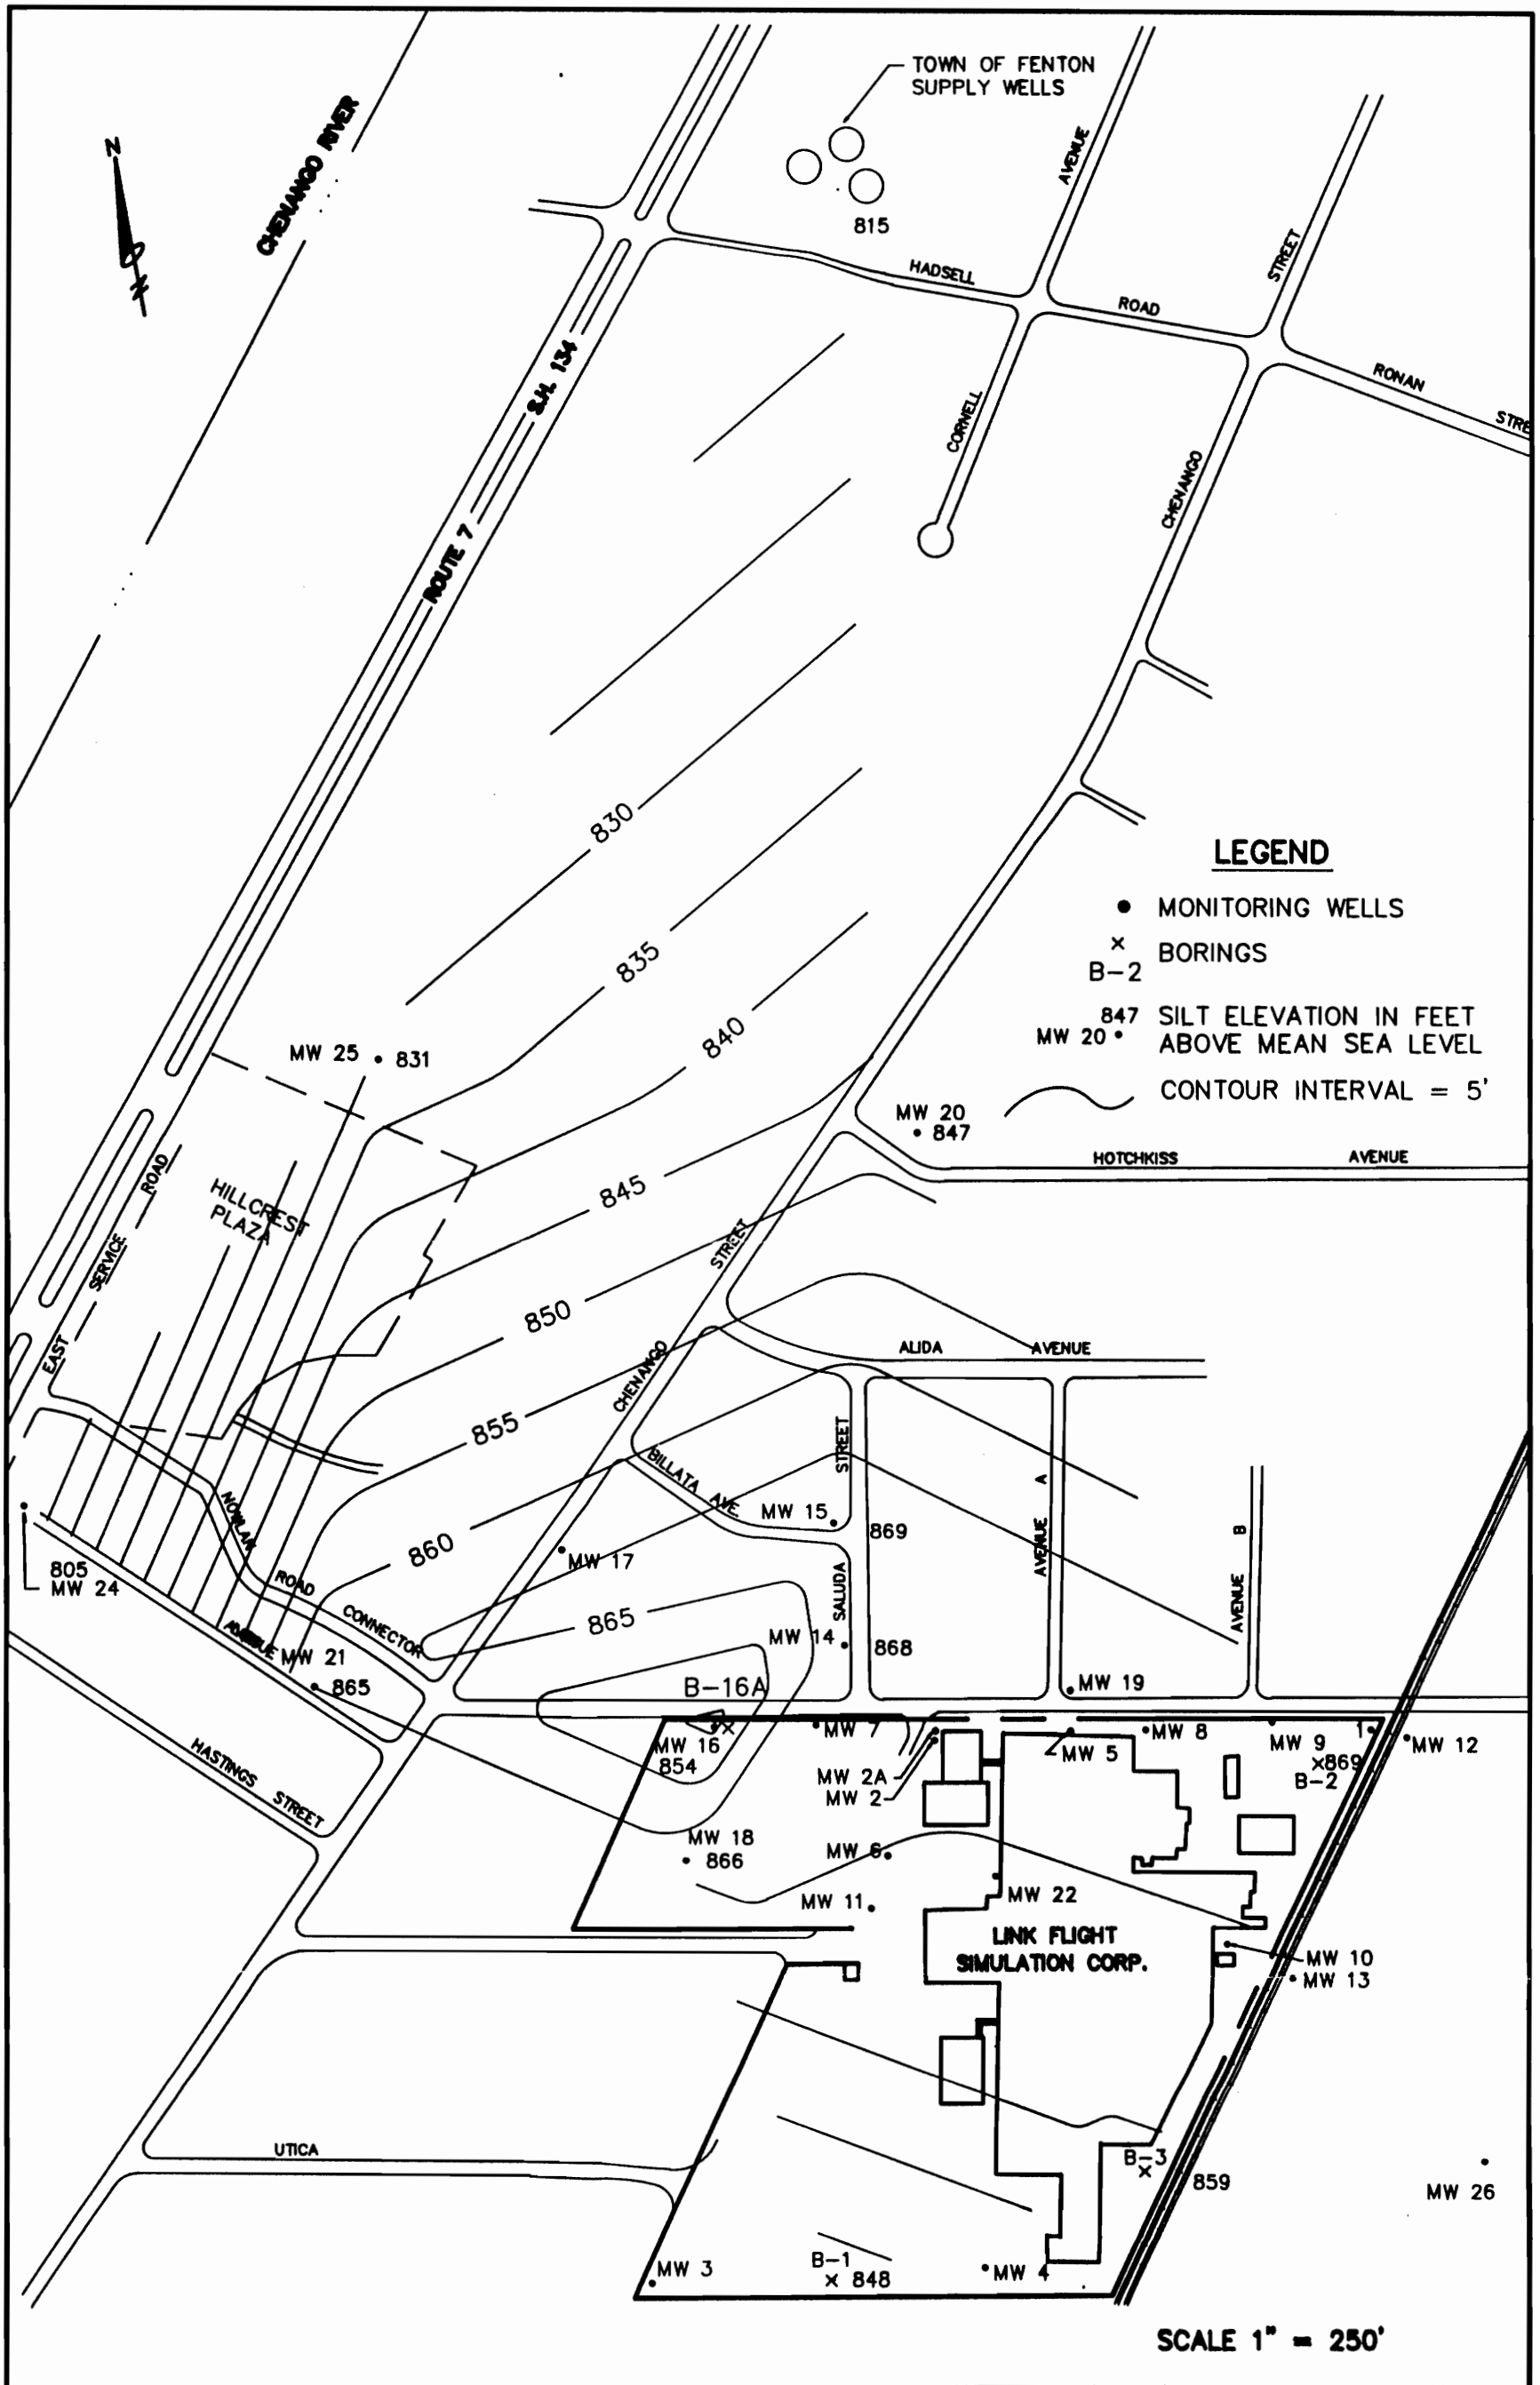 TOWN OF FENTON
SUPPLY WELLS
N
CHENANGO RIVER
AVENUE
815
STREET
HADSELL
ROAD
RONAN
STRE
S.H. 134
CORNELL
CHENANGO
ROUTE 7
830
LEGEND
MONITORING WELLS
B-2
BORINGS
835
847
MW 20
SILT ELEVATION IN FEET
ABOVE MEAN SEA LEVEL
840
MW 25
831
CONTOUR INTERVAL = 5'
MW 20
847
HOTCHKISS
AVENUE
ROAD
HILLCREST
PLAZA
845
SERVICE
STREET
850
EAST
ALIDA
AVENUE
CHENANGO
855
STREET
BILLATA AVE.
A
MW 15
869
NOWLAN
B
860
MW 17
AVENUE
805
MW 24
ROAD
SALUDA
AVENUE
CONNECTOR
865
MW 14
868
MW 21
865
B-16A
MW 19
MW 16
854
MW 7
MW 8
MW 9
1
MW 12
MW 5
869
B-2
MW 2A
MW 2
HASTINGS
STREET
MW 18
866
MW 6
MW 22
MW 11
LINK FLIGHT
SIMULATION CORP.
MW 10
MW 13
UTICA
B-3
859
MW 26
MW 3
B-1
848
MW 4
SCALE 1" = 250'